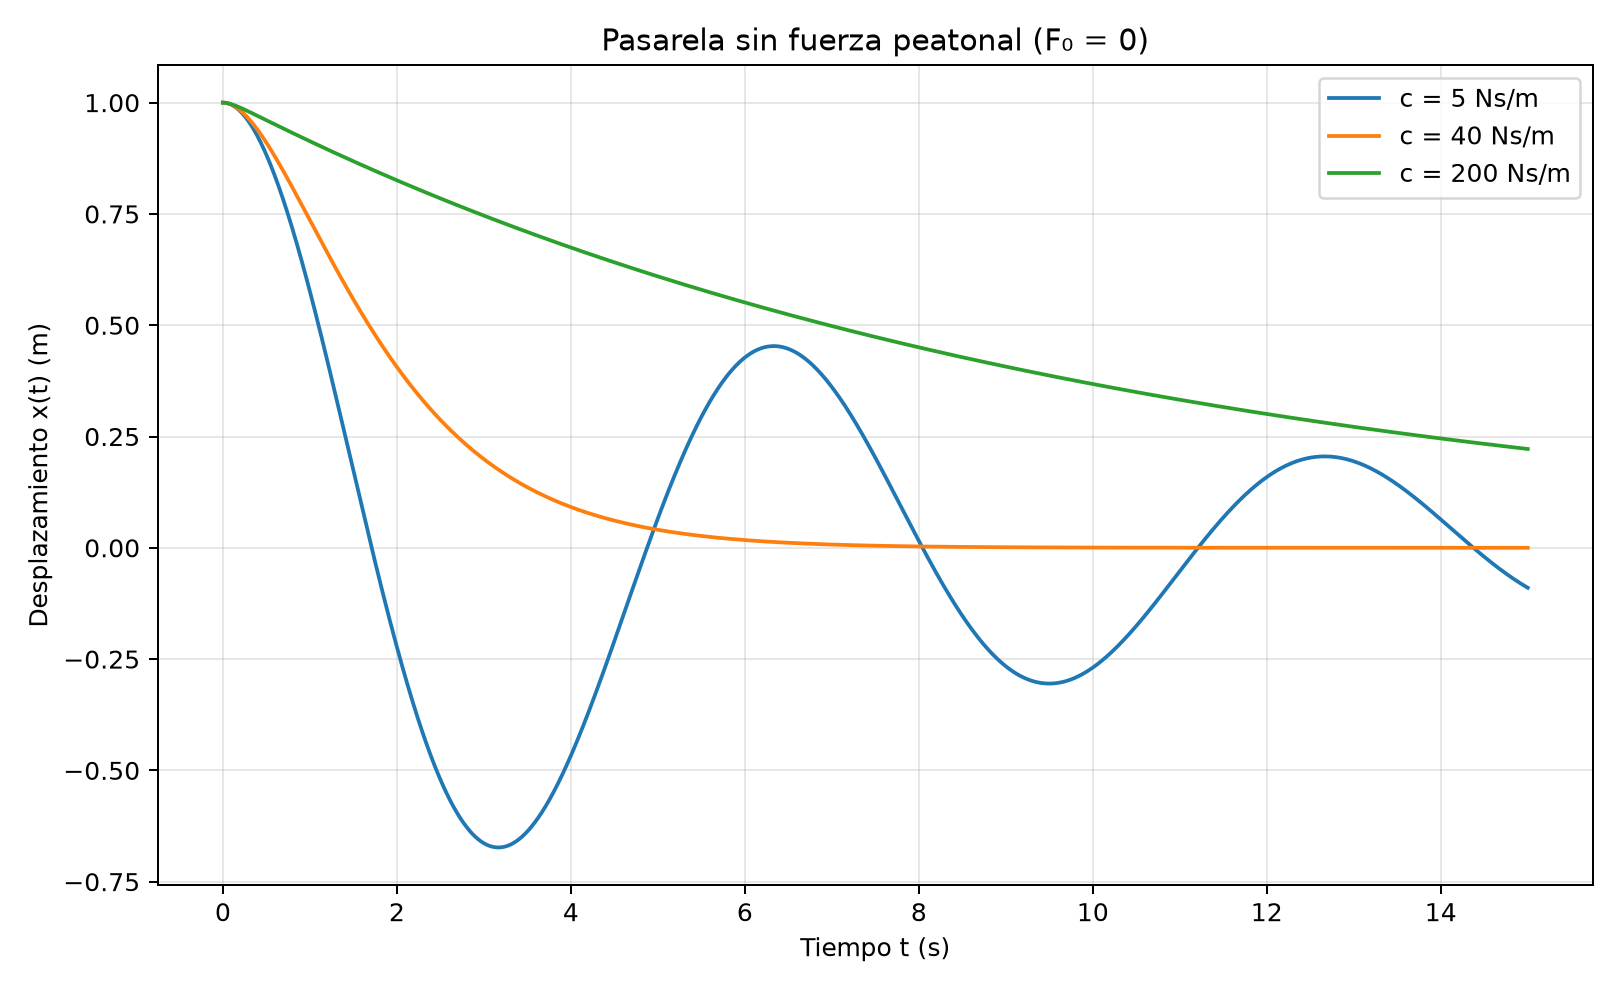 Pasarela sin fuerza peatonal (F₀ = 0)
c = 5 Ns/m
c = 40 Ns/m
c = 200 Ns/m
Desplazamiento x(t) (m)
1.00
0.75
0.50
0.25
0.00
−0.25
−0.50
−0.75
0 2 4 6 8 10 12 14
Tiempo t (s)